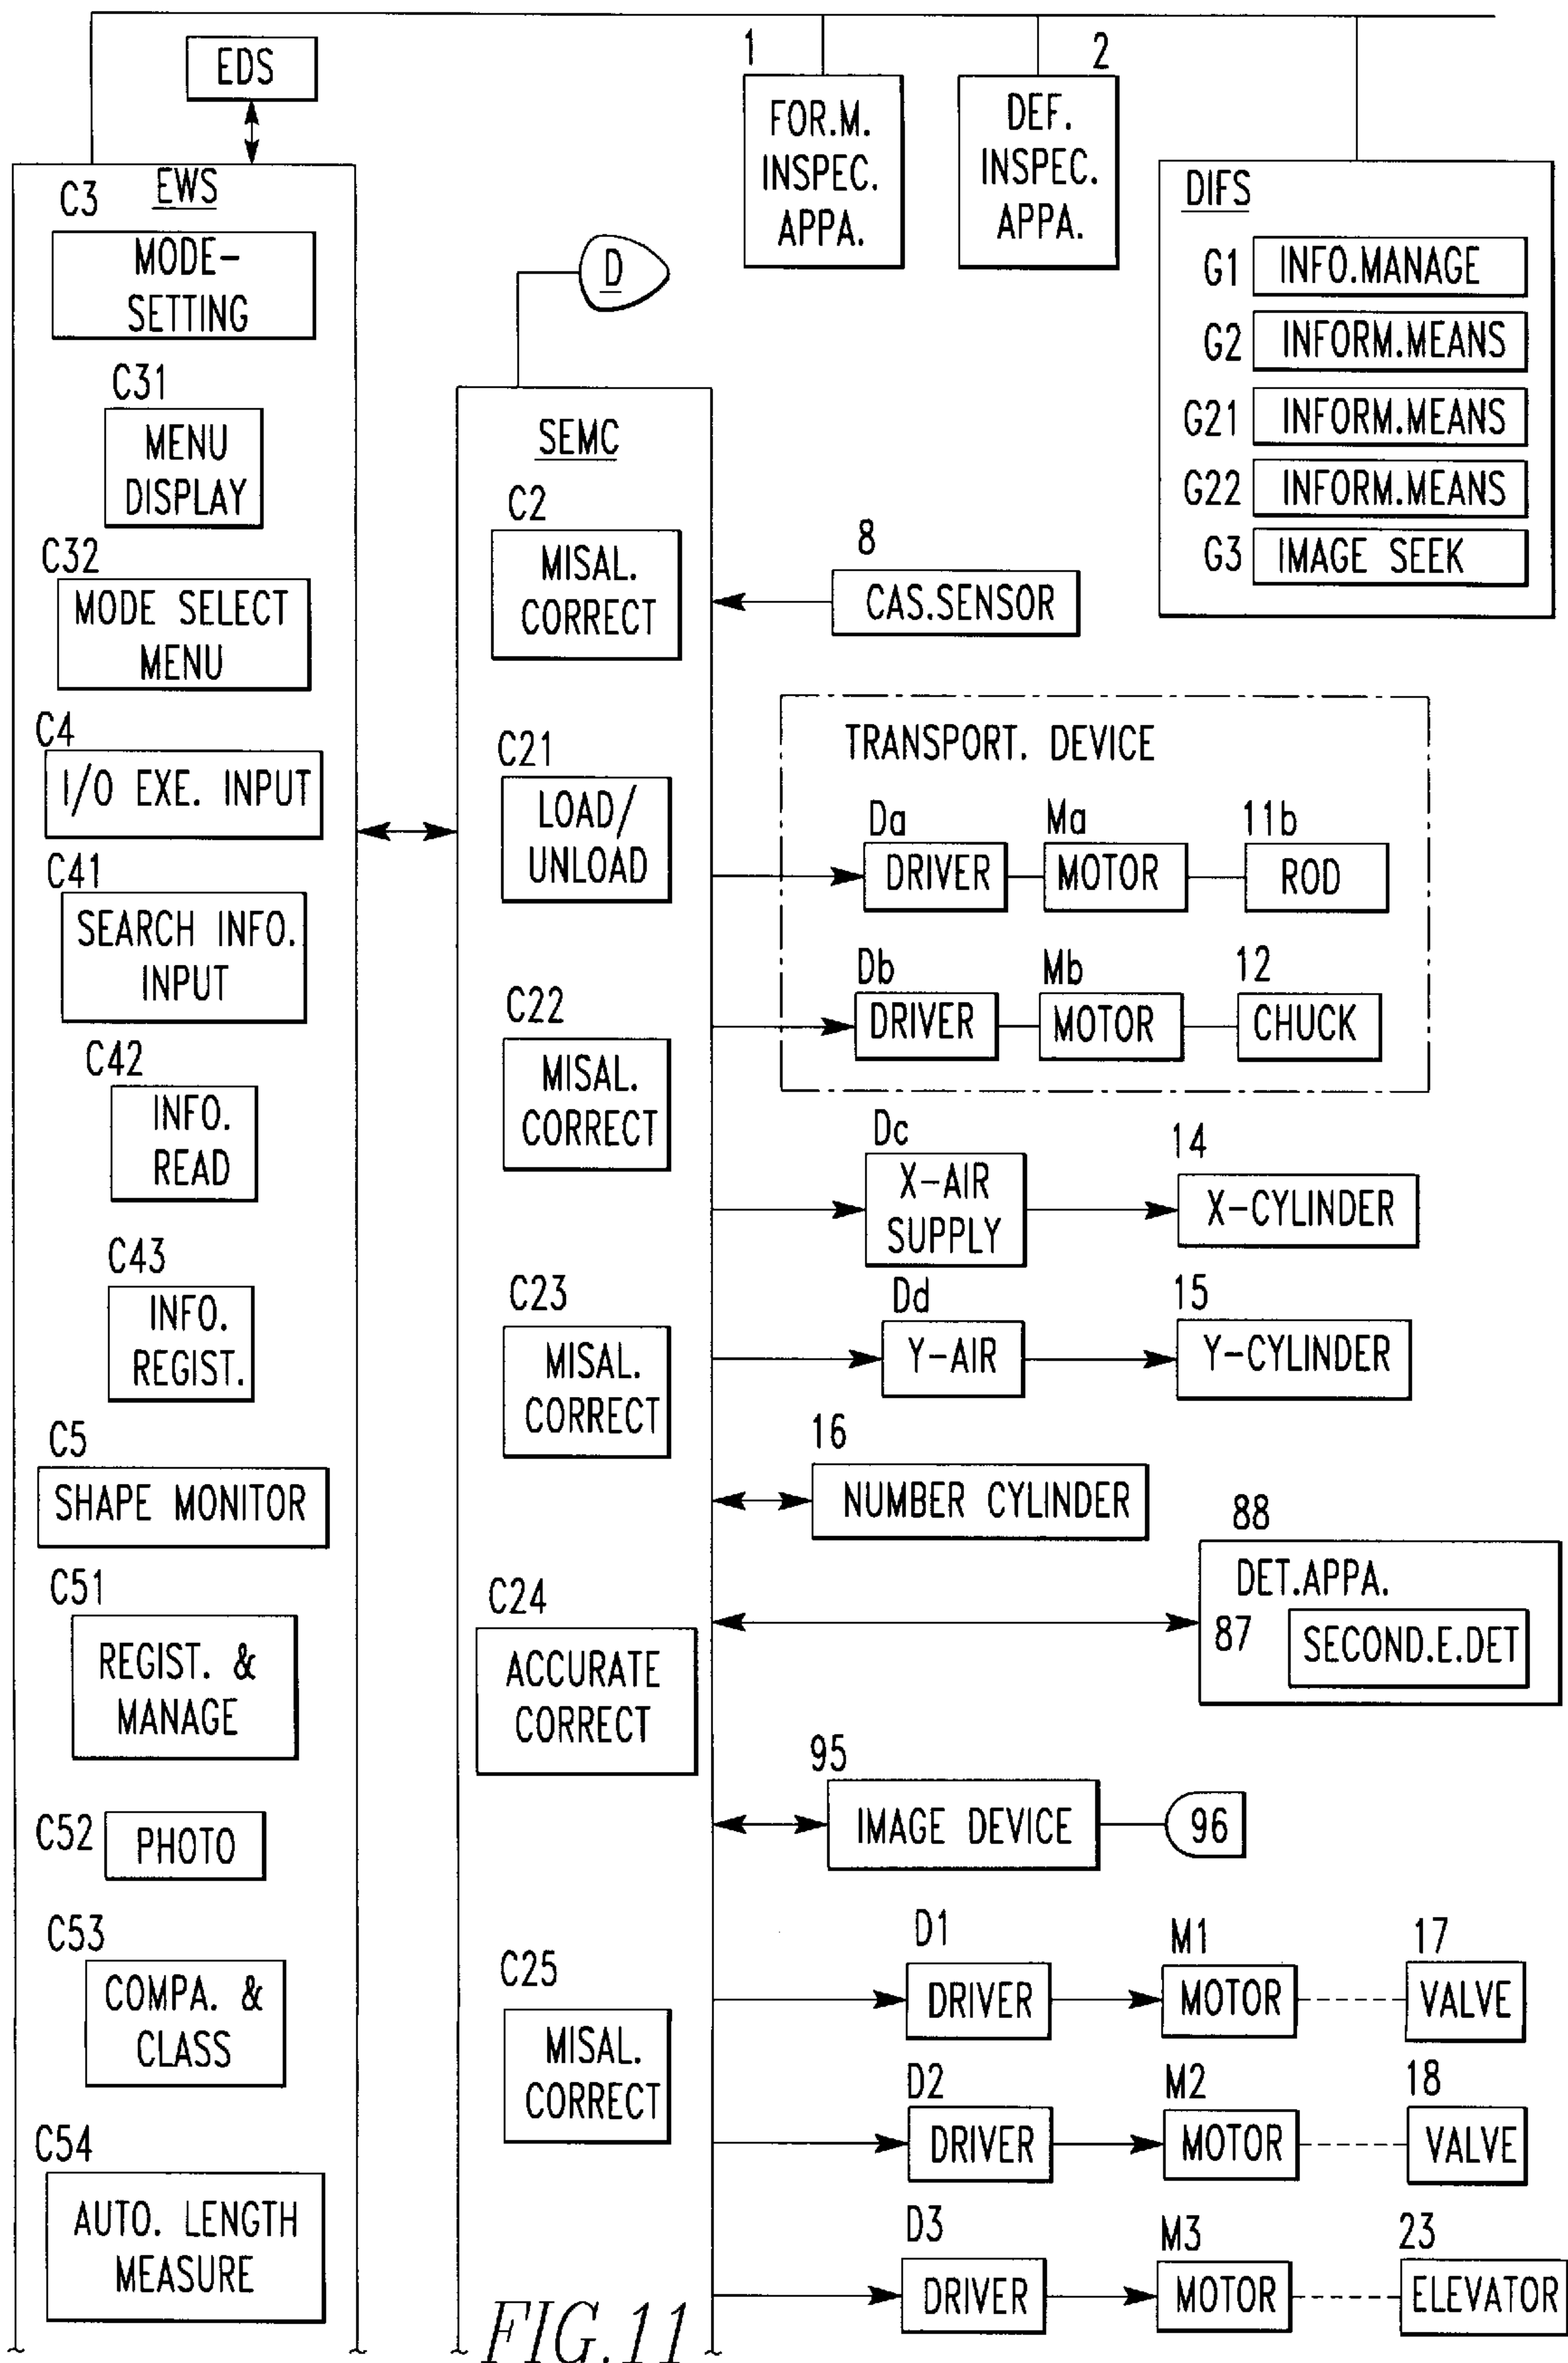 EDS
1
FOR.M.
INSPEC.
APPA.
2
DEF.
INSPEC.
APPA.
EWS
C3
MODE-
SETTING
C31
MENU
DISPLAY
C32
MODE SELECT
MENU
C4
I/O EXE. INPUT
C41
SEARCH INFO.
INPUT
C42
INFO.
READ
C43
INFO.
REGIST.
C5
SHAPE MONITOR
C51
REGIST. &
MANAGE
C52
PHOTO
C53
COMPA. &
CLASS
C54
AUTO. LENGTH
MEASURE
D
SEMC
C2
MISAL.
CORRECT
C21
LOAD/
UNLOAD
C22
MISAL.
CORRECT
C23
MISAL.
CORRECT
C24
ACCURATE
CORRECT
C25
MISAL.
CORRECT
DIFS
G1 INFO.MANAGE
G2 INFORM.MEANS
G21 INFORM.MEANS
G22 INFORM.MEANS
G3 IMAGE SEEK
8
CAS.SENSOR
TRANSPORT. DEVICE
Da Ma 11b
DRIVER MOTOR ROD
Db Mb 12
DRIVER MOTOR CHUCK
Dc 14
X-AIR
SUPPLY
X-CYLINDER
Dd 15
Y-AIR Y-CYLINDER
16
NUMBER CYLINDER
88
DET.APPA.
87 SECOND.E.DET
95
IMAGE DEVICE 96
D1 M1 17
DRIVER MOTOR VALVE
D2 M2 18
DRIVER MOTOR VALVE
D3 M3 23
DRIVER MOTOR ELEVATOR
FIG.11